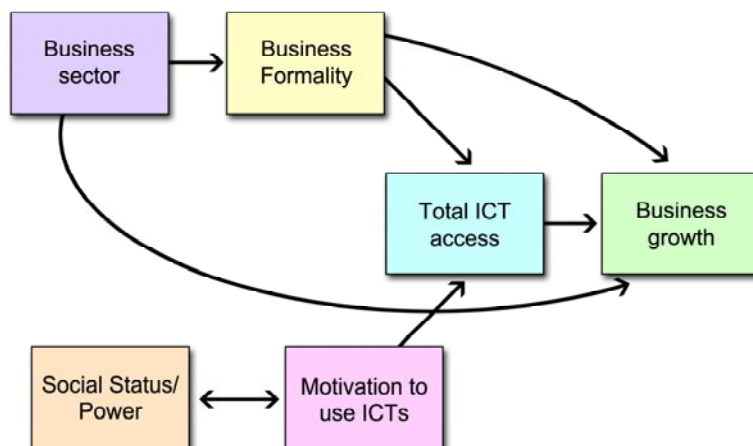 Business
sector
Business
Formality
Total ICT
access
Business
growth
Social Status/
Power
Motivation to
use ICTs